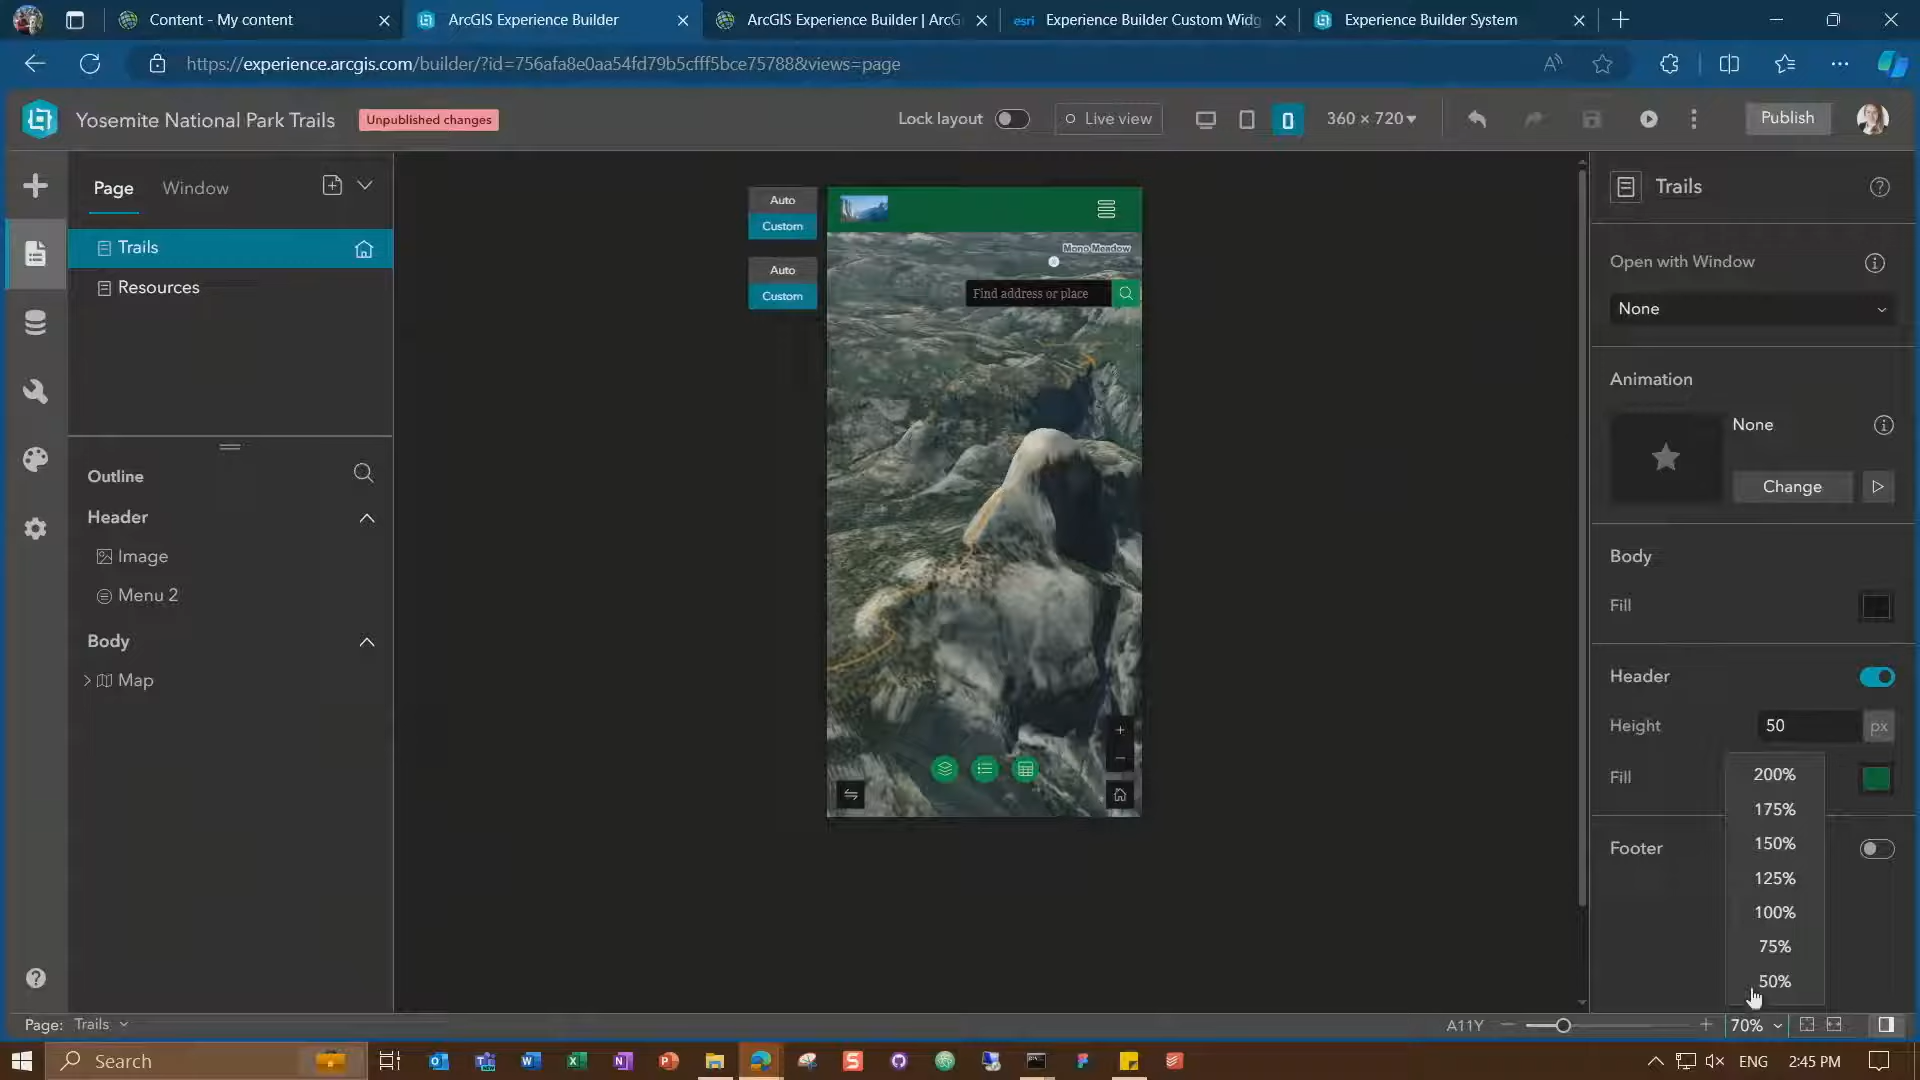 Content - My content
ArcGIS Experience Builder
ArcGIS Experience Builder | ArcG
esri Experience Builder Custom Widg
Experience Builder System
https://experience.arcgis.com/builder/?id=756afa8e0aa54fd79b5cfff5bce75788&views=page
Yosemite National Park Trails
Unpublished changes
Lock layout
Live view
360 × 720
Publish
Page
Window
Trails
Resources
Outline
Header
Image
Menu 2
Body
Map
Auto
Custom
Auto
Custom
Mono Meadow
Find address or place
Trails
Open with Window
None
Animation
None
Change
Body
Fill
Header
Height
50
px
Fill
Footer
200%
175%
150%
125%
100%
75%
50%
Page: Trails
A11Y
70%
Search
ENG
2:45 PM